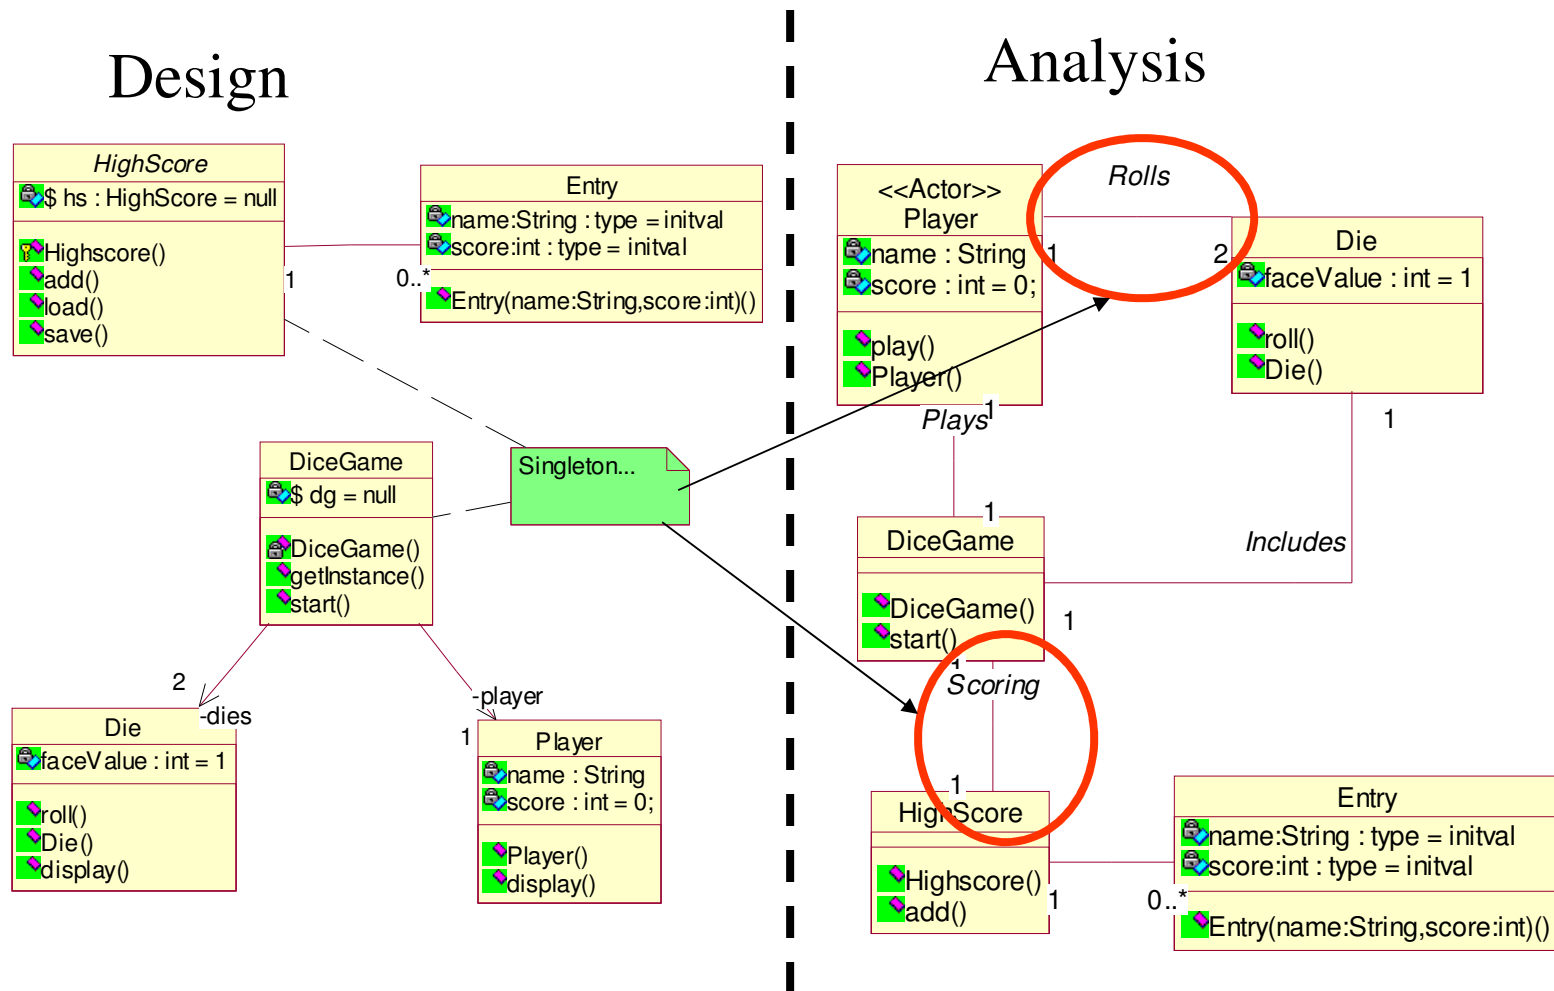 Design
HighScore
$ hs : HighScore = null
Highscore()
add()
load()
save()
1
0..*
Entry
name:String : type = initval
score:int : type = initval
Entry(name:String,score:int)()
Singleton...
DiceGame
$ dg = null
DiceGame()
getInstance()
start()
2
-dies
-player
1
Die
faceValue : int = 1
roll()
Die()
display()
Player
name : String
score : int = 0;
Player()
display()
Analysis
<<Actor>>
Player
name : String
score : int = 0;
play()
Player()
Rolls
1
2
Die
faceValue : int = 1
roll()
Die()
1
Plays
1
1
DiceGame
DiceGame()
start()
Includes
1
1
Scoring
1
HighScore
Highscore()
add()
1
0..*
Entry
name:String : type = initval
score:int : type = initval
Entry(name:String,score:int)()